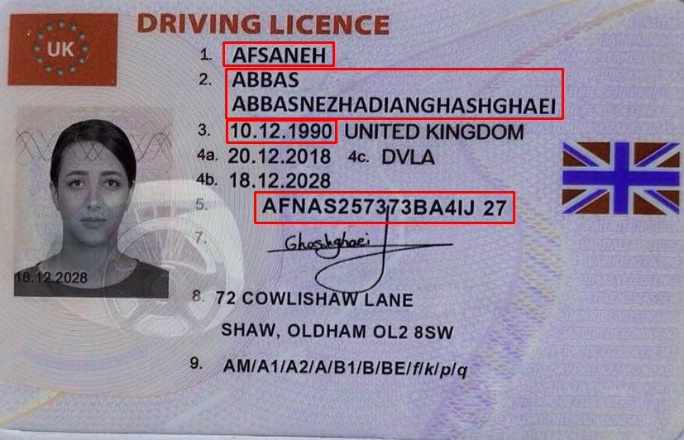 UK
DRIVING LICENCE
1. AFSANEH
2. ABBAS
ABBASNEZHADIANGHASHGHAEI
3. 10.12.1990 UNITED KINGDOM
4a. 20.12.2018 4c. DVLA
4b. 18.12.2028
5. AFNAS257373BA4IJ 27
7. Ghashghaei
18.12.2028
8. 72 COWLISHAW LANE
SHAW, OLDHAM OL2 8SW
9. AM/A1/A2/A/B1/B/BE/f/k/p/q